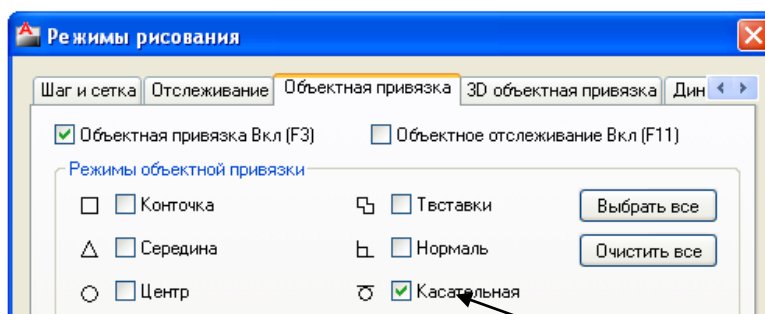 Режимы рисования
Шаг и сетка Отслеживание Объектная привязка 3D объектная привязка Дин
Объектная привязка Вкл (F3) Объектное отслеживание Вкл (F11)
Режимы объектной привязки
Конточка Твставки Выбрать все
Середина Нормаль Очистить все
Центр Касательная